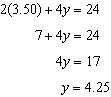 2(3.50) + 4y = 24
7 + 4y = 24
4y = 17
y = 4.25